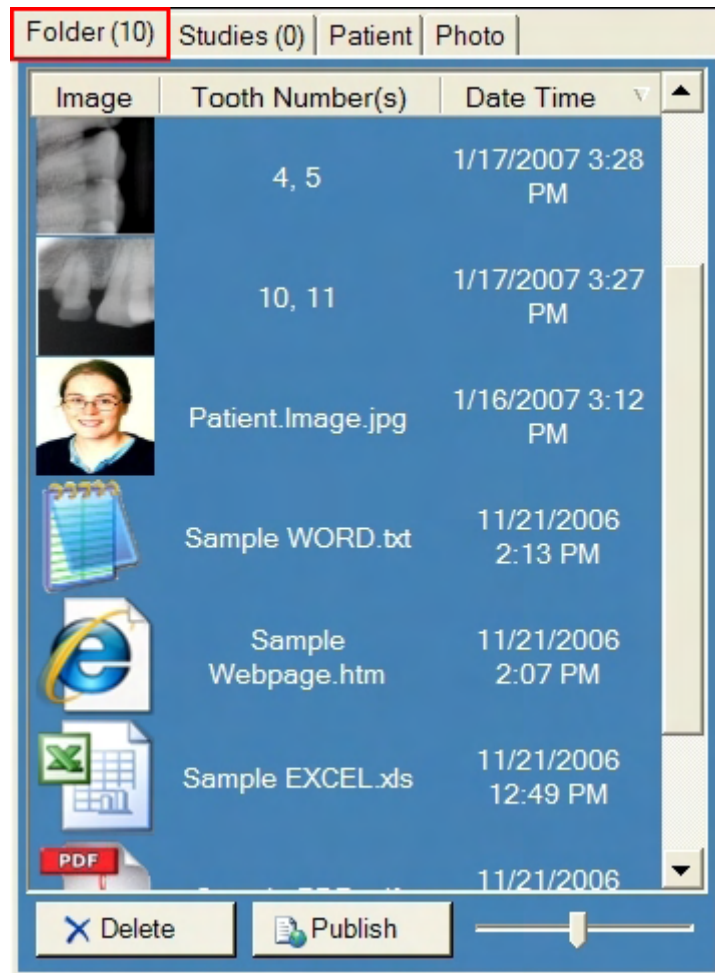 Folder (10) Studies (0) Patient Photo
Image Tooth Number(s) Date Time
4, 5
1/17/2007 3:28
PM
10, 11
1/17/2007 3:27
PM
Patient.Image.jpg
1/16/2007 3:12
PM
Sample WORD.txt
11/21/2006
2:13 PM
Sample
Webpage.htm
11/21/2006
2:07 PM
Sample EXCEL.xls
11/21/2006
12:49 PM
PDF
11/21/2006
Delete Publish